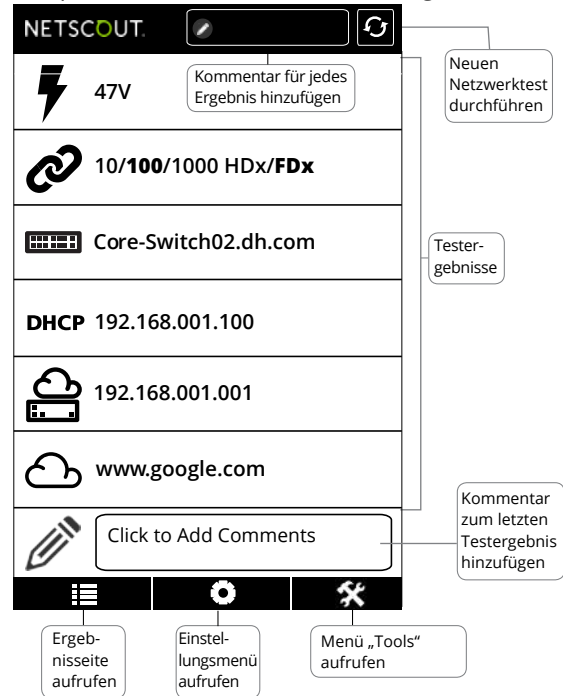 NETSCOUT.
Kommentar für jedes
Ergebnis hinzufügen
Neuen
Netzwerktest
durchführen
47V
10/100/1000 HDx/FDx
Core-Switch02.dh.com
Tester-
gebnisse
DHCP 192.168.001.100
192.168.001.001
www.google.com
Click to Add Comments
Kommentar
zum letzten
Testergebnis
hinzufügen
Ergeb-
nisseite
aufrufen
Einstel-
lungsmenü
aufrufen
Menü „Tools“
aufrufen